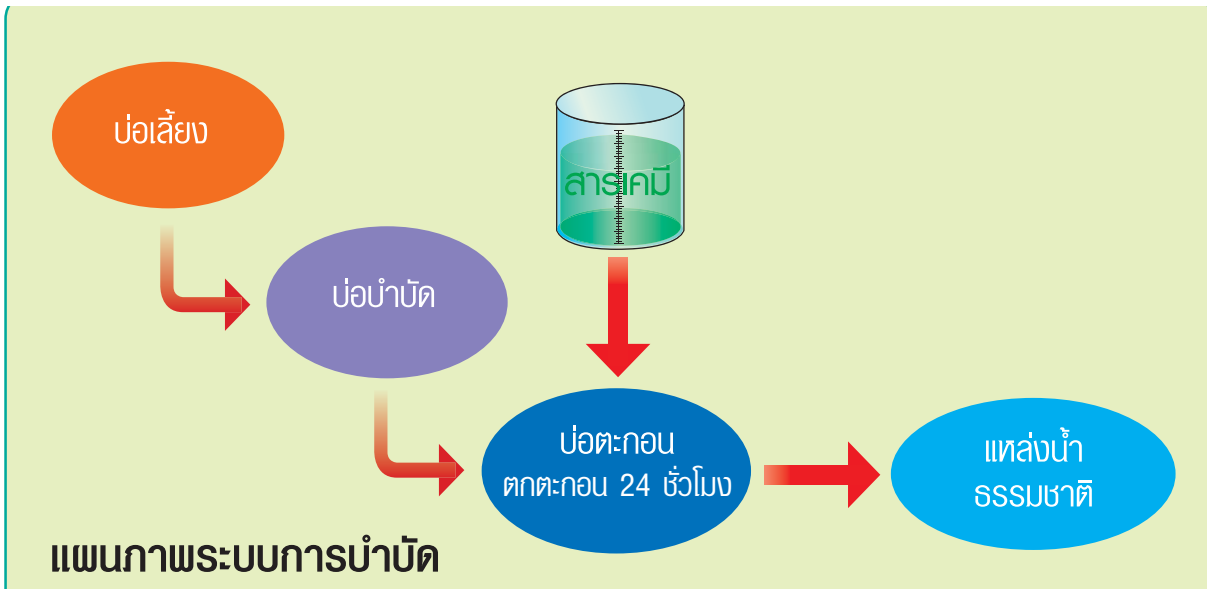 บ่อเลี้ยง
สารเคมี
บ่อบำบัด
บ่อตะกอน
ตกตะกอน 24 ชั่วโมง
แหล่งน้ำ
ธรรมชาติ
แผนภาพระบบการบำบัด